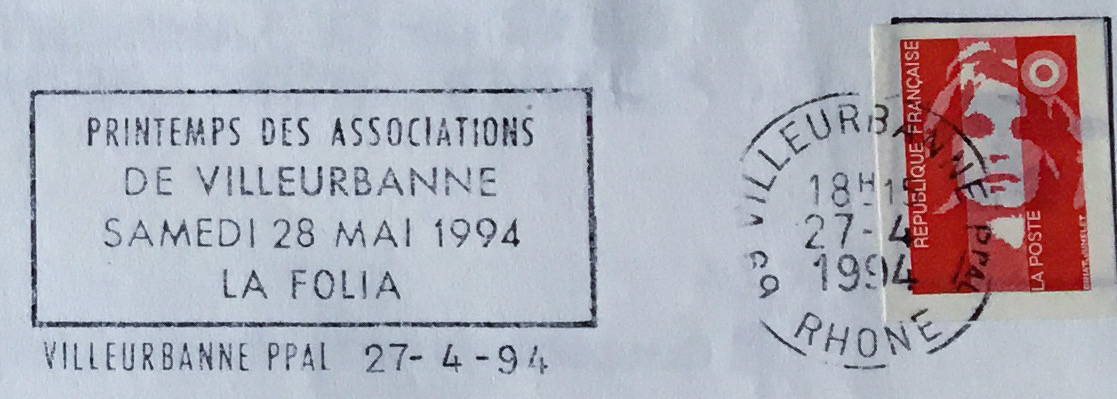 PRINTEMPS DES ASSOCIATIONS
DE VILLEURBANNE
SAMEDI 28 MAI 1994
LA FOLIA
VILLEURBANNE PPAL 27-4-94
69 VILLEURBANNE PPAL
18H15
27-4
1994
RHONE
REPUBLIQUE FRANÇAISE
LA POSTE